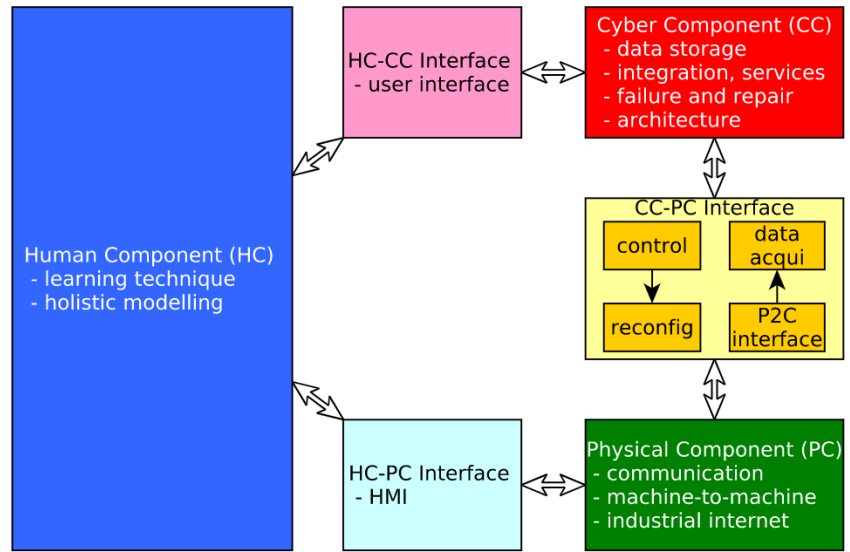 Human Component (HC)
- learning technique
- holistic modelling
HC-CC Interface
- user interface
Cyber Component (CC)
- data storage
- integration, services
- failure and repair
- architecture
CC-PC Interface
control
reconfig
data
acqui
P2C
interface
HC-PC Interface
- HMI
Physical Component (PC)
- communication
- machine-to-machine
- industrial internet